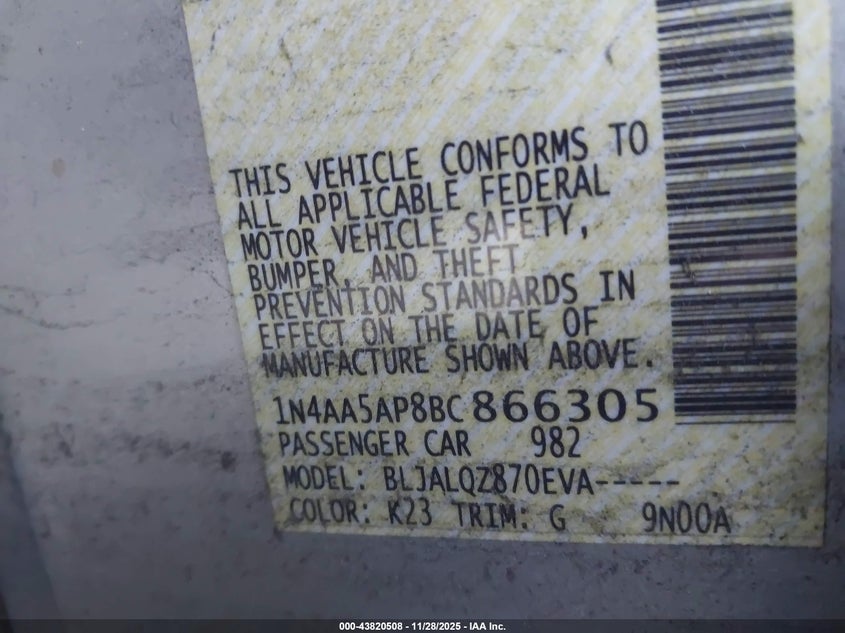 THIS VEHICLE CONFORMS TO
ALL APPLICABLE FEDERAL
MOTOR VEHICLE SAFETY,
BUMPER, AND THEFT
PREVENTION STANDARDS IN
EFFECT ON THE DATE OF
MANUFACTURE SHOWN ABOVE.
1N4AA5AP8BC866305
PASSENGER CAR 982
MODEL: BLJALQZ870EVA-----
COLOR: K23 TRIM: G 9N00A
000-43820508 | 11/28/2025 - IAA Inc.